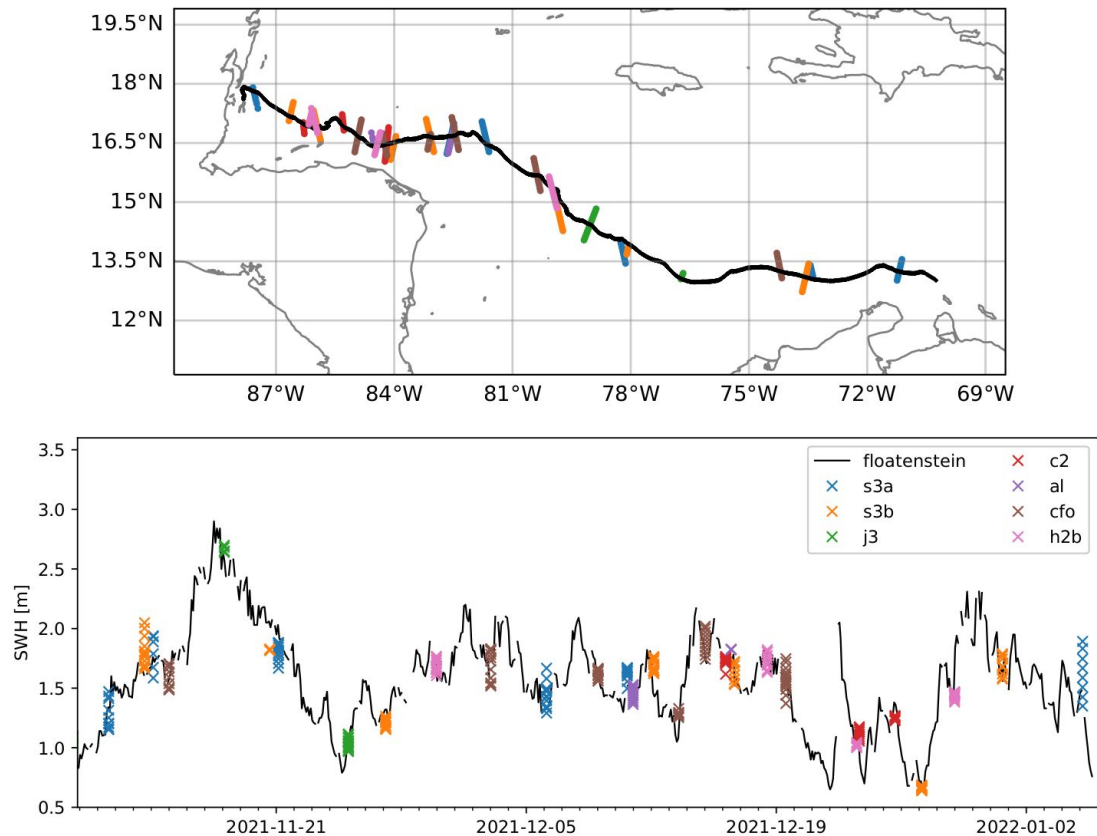 19.5°N
18°N
16.5°N
15°N
13.5°N
12°N
87°W 84°W 81°W 78°W 75°W 72°W 69°W
3.5
3.0
2.5
2.0
1.5
1.0
0.5
SWH [m]
floatenstein
s3a
s3b
j3
c2
al
cfo
h2b
2021-11-21 2021-12-05 2021-12-19 2022-01-02